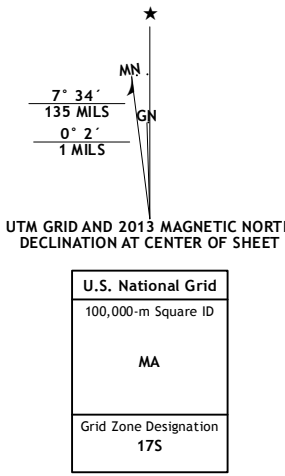 MN
7° 34´
135 MILS
GN
0° 2´
1 MILS
UTM GRID AND 2013 MAGNETIC NORTH
DECLINATION AT CENTER OF SHEET
U.S. National Grid
100,000-m Square ID
MA
Grid Zone Designation
17S